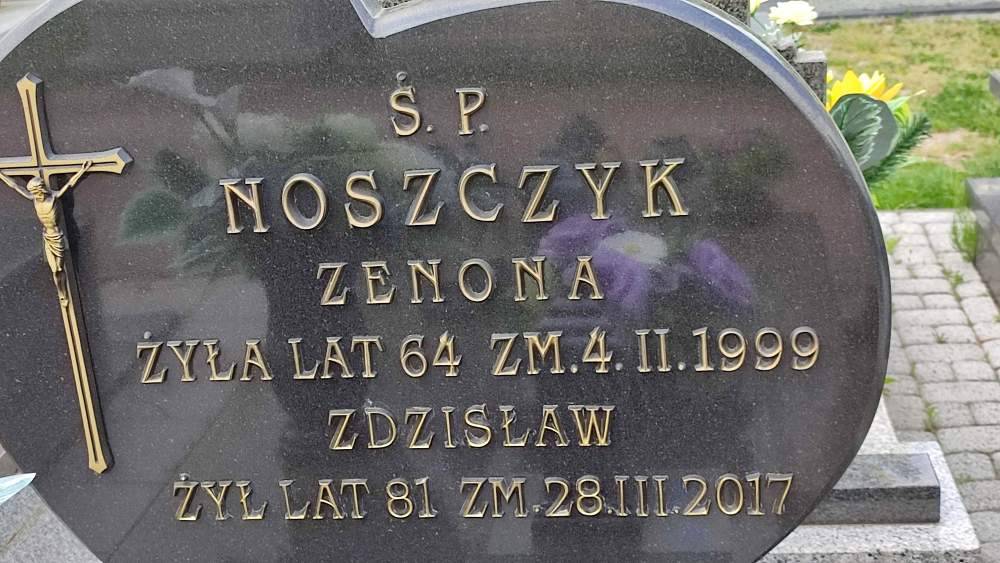 Ś. P.
NOSZCZYK
ZENONA
ŻYŁA LAT 64 ZM. 4. II. 1999
ZDZISŁAW
ŻYŁ LAT 81 ZM. 28. III. 2017